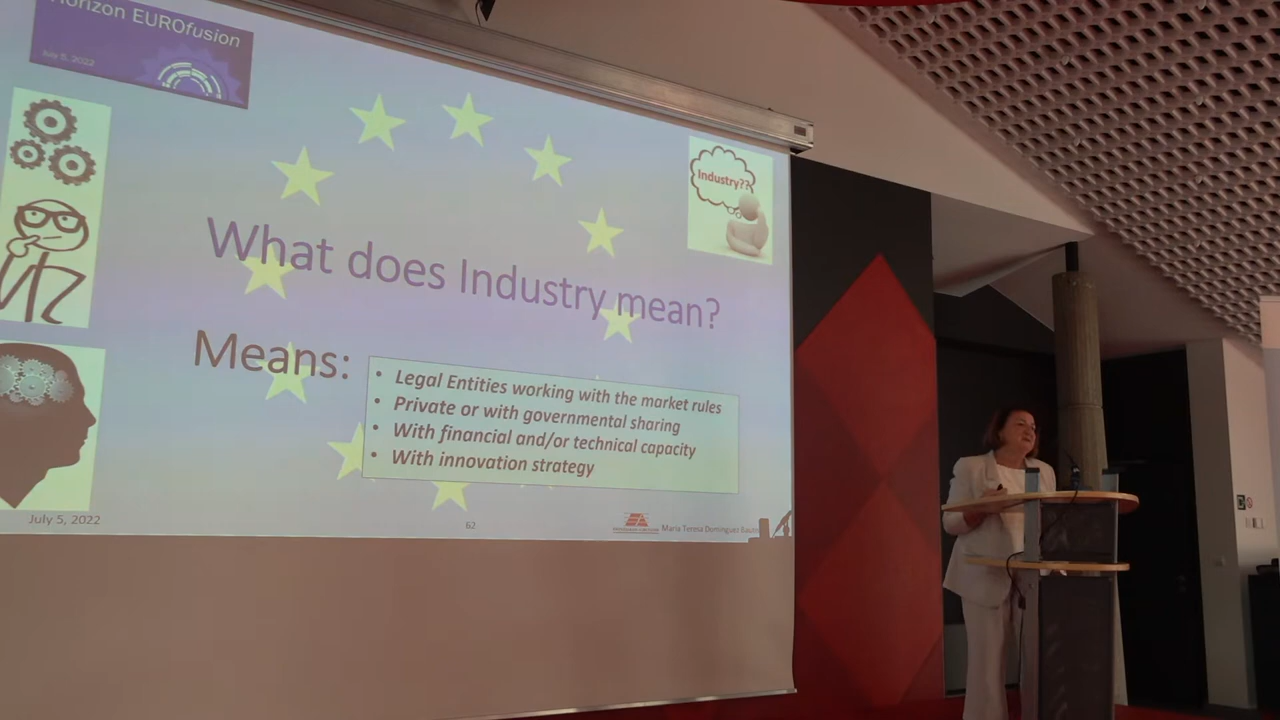 Horizon EUROfusion
July 5, 2022
Industry??
What does Industry mean?
Means:
• Legal Entities working with the market rules
• Private or with governmental sharing
• With financial and/or technical capacity
• With innovation strategy
July 5, 2022
62
Maria Teresa Dominguez